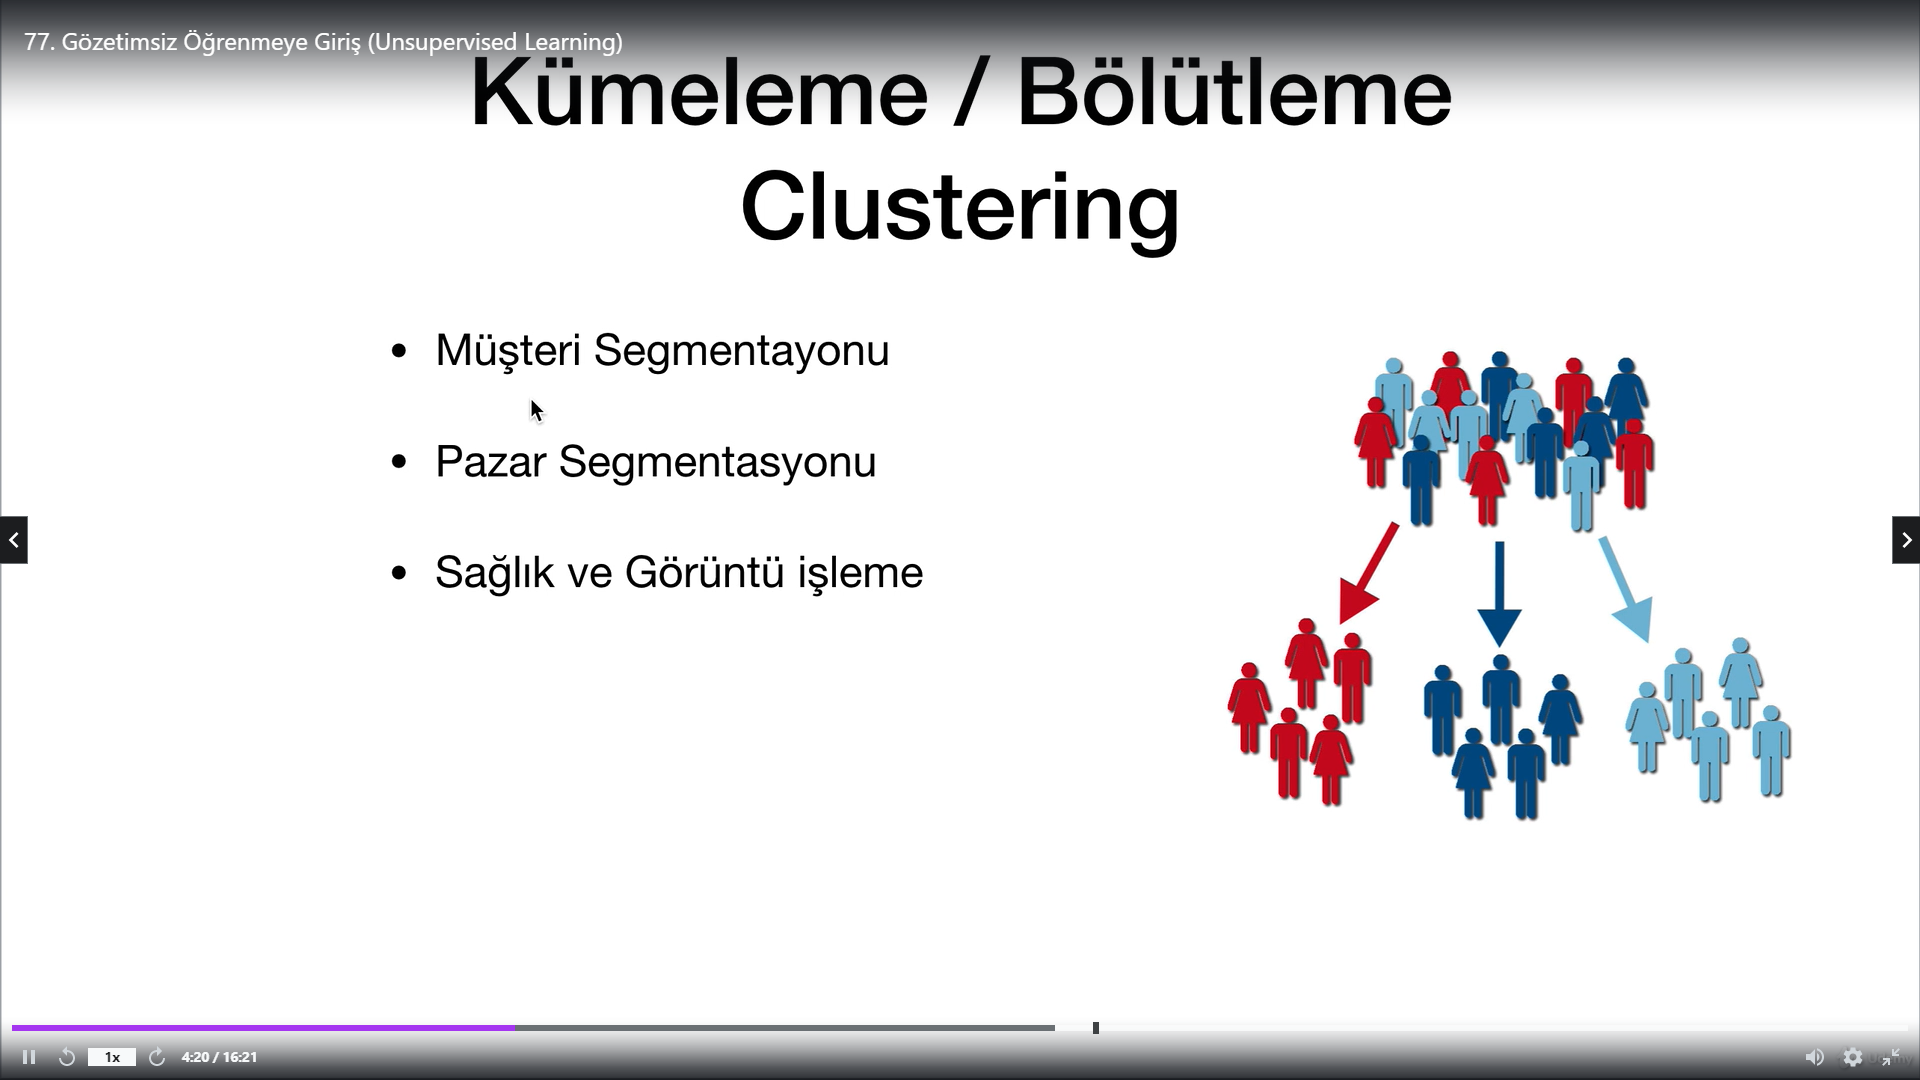 77. Gözetimsiz Öğrenmeye Giriş (Unsupervised Learning)
Kümeleme / Bölütleme
Clustering
• Müşteri Segmentayonu
• Pazar Segmentasyonu
• Sağlık ve Görüntü işleme
1x
4:20 / 16:21